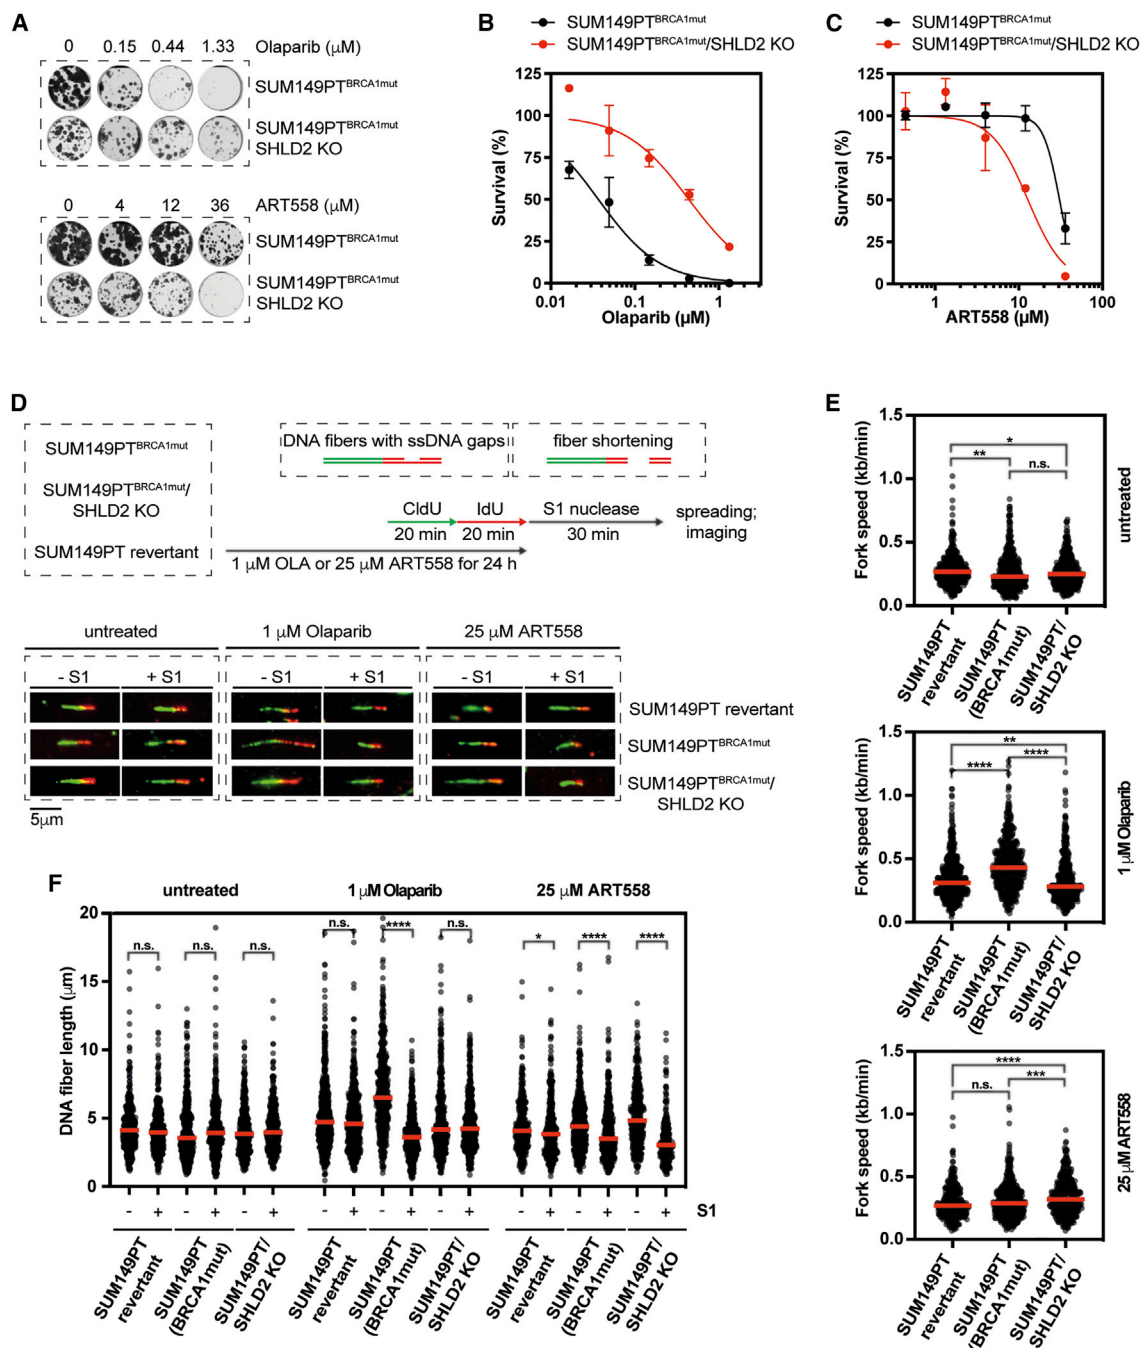 A
0 0.15 0.44 1.33 Olaparib (µM)
SUM149PTBRCA1mut
SUM149PTBRCA1mut
SHLD2 KO
0 4 12 36 ART558 (µM)
SUM149PTBRCA1mut
SUM149PTBRCA1mut
SHLD2 KO
B
SUM149PTBRCA1mut
SUM149PTBRCA1mut/SHLD2 KO
125
100
75
50
25
0
Survival (%)
0.01 0.1 1
Olaparib (µM)
C
SUM149PTBRCA1mut
SUM149PTBRCA1mut/SHLD2 KO
125
100
75
50
25
0
Survival (%)
1 10 100
ART558 (µM)
D
SUM149PTBRCA1mut
SUM149PTBRCA1mut/
SHLD2 KO
SUM149PT revertant
DNA fibers with ssDNA gaps
fiber shortening
CldU IdU S1 nuclease
20 min 20 min 30 min
spreading;
imaging
1 µM OLA or 25 µM ART558 for 24 h
untreated 1 µM Olaparib 25 µM ART558
- S1 + S1 - S1 + S1 - S1 + S1
SUM149PT revertant
SUM149PTBRCA1mut
SUM149PTBRCA1mut/
SHLD2 KO
5µm
E
1.5
1.0
0.5
0.0
Fork speed (kb/min)
*
**
n.s.
untreated
SUM149PT
revertant
SUM149PT
(BRCA1mut)
SUM149PT/
SHLD2 KO
1.5
1.0
0.5
0.0
Fork speed (kb/min)
**
****
****
1 µM Olaparib
SUM149PT
revertant
SUM149PT
(BRCA1mut)
SUM149PT/
SHLD2 KO
1.5
1.0
0.5
0.0
Fork speed (kb/min)
****
n.s.
***
25 µM ART558
SUM149PT
revertant
SUM149PT
(BRCA1mut)
SUM149PT/
SHLD2 KO
F
untreated 1 µM Olaparib 25 µM ART558
20
15
10
5
0
DNA fiber length (µm)
n.s. n.s. n.s. n.s. **** n.s. * **** ****
- + - + - + - + - + - + - + - + - + S1
SUM149PT
revertant
SUM149PT
(BRCA1mut)
SUM149PT/
SHLD2 KO
SUM149PT
revertant
SUM149PT
(BRCA1mut)
SUM149PT/
SHLD2 KO
SUM149PT
revertant
SUM149PT
(BRCA1mut)
SUM149PT/
SHLD2 KO